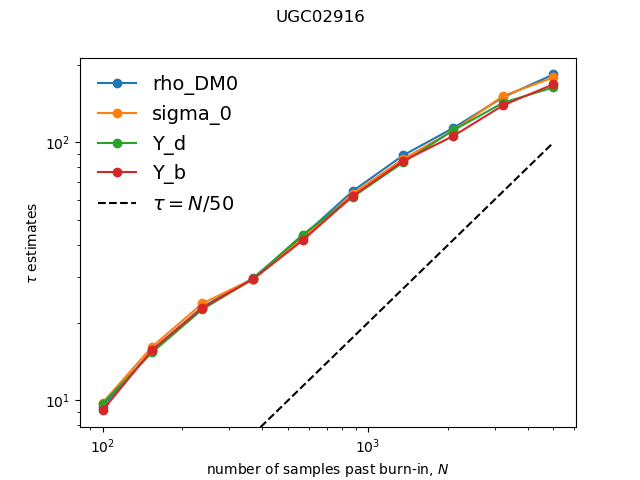 UGC02916
rho_DM0
sigma_0
Y_d
Y_b
τ = N/50
τ estimates
10²
10¹
10²
10³
number of samples past burn-in, N